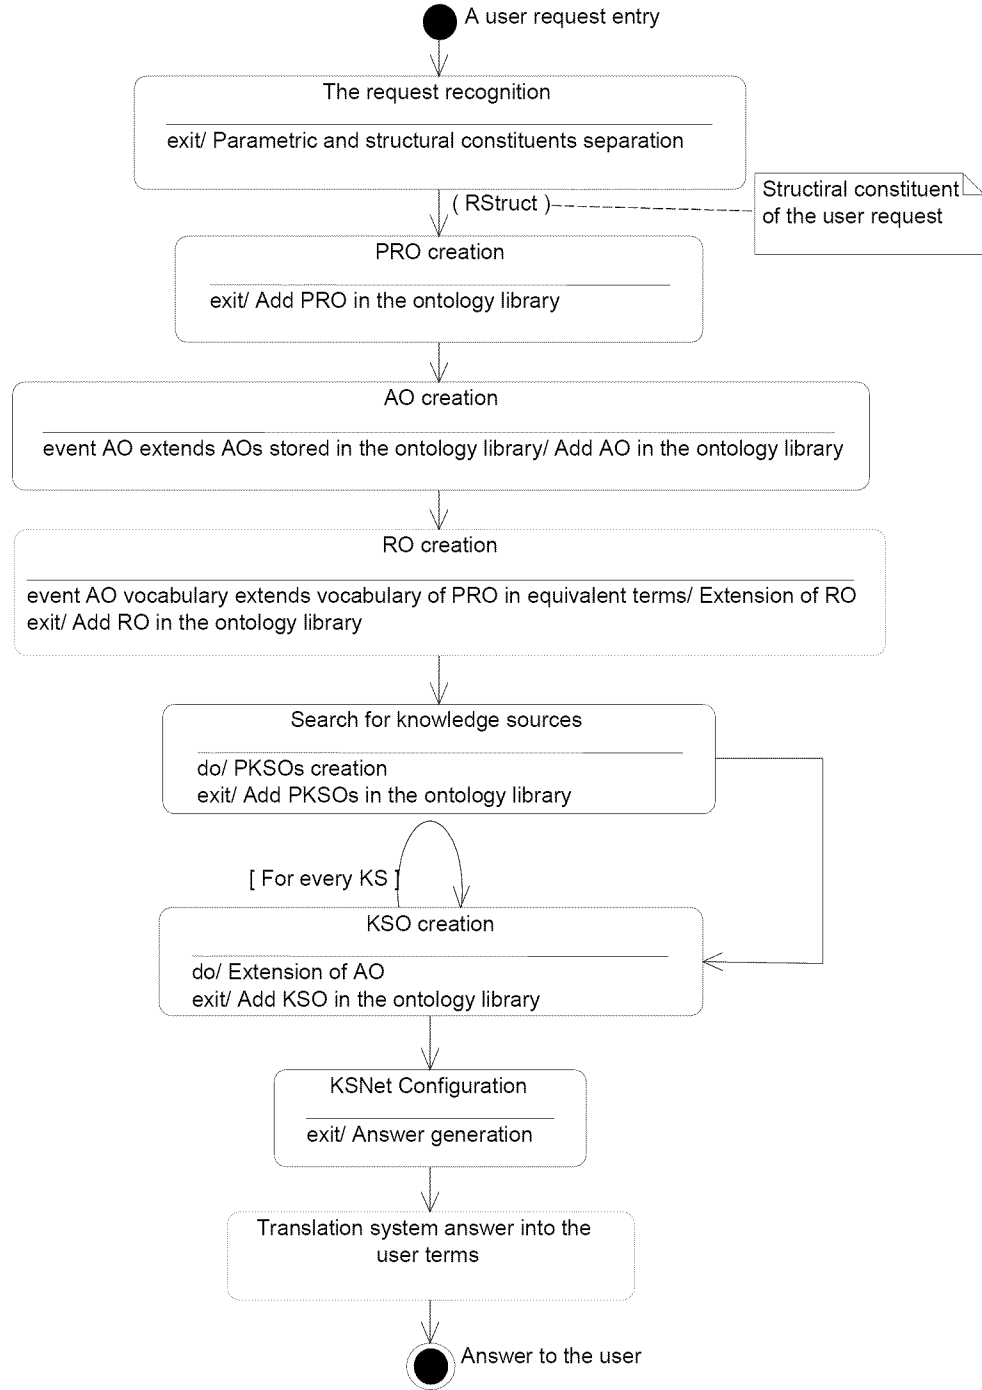 A user request entry
The request recognition
exit/ Parametric and structural constituents separation
( RStruct )
Structiral constituent
of the user request
PRO creation
exit/ Add PRO in the ontology library
AO creation
event AO extends AOs stored in the ontology library/ Add AO in the ontology library
RO creation
event AO vocabulary extends vocabulary of PRO in equivalent terms/ Extension of RO
exit/ Add RO in the ontology library
Search for knowledge sources
do/ PKSOs creation
exit/ Add PKSOs in the ontology library
[ For every KS ]
KSO creation
do/ Extension of AO
exit/ Add KSO in the ontology library
KSNet Configuration
exit/ Answer generation
Translation system answer into the
user terms
Answer to the user